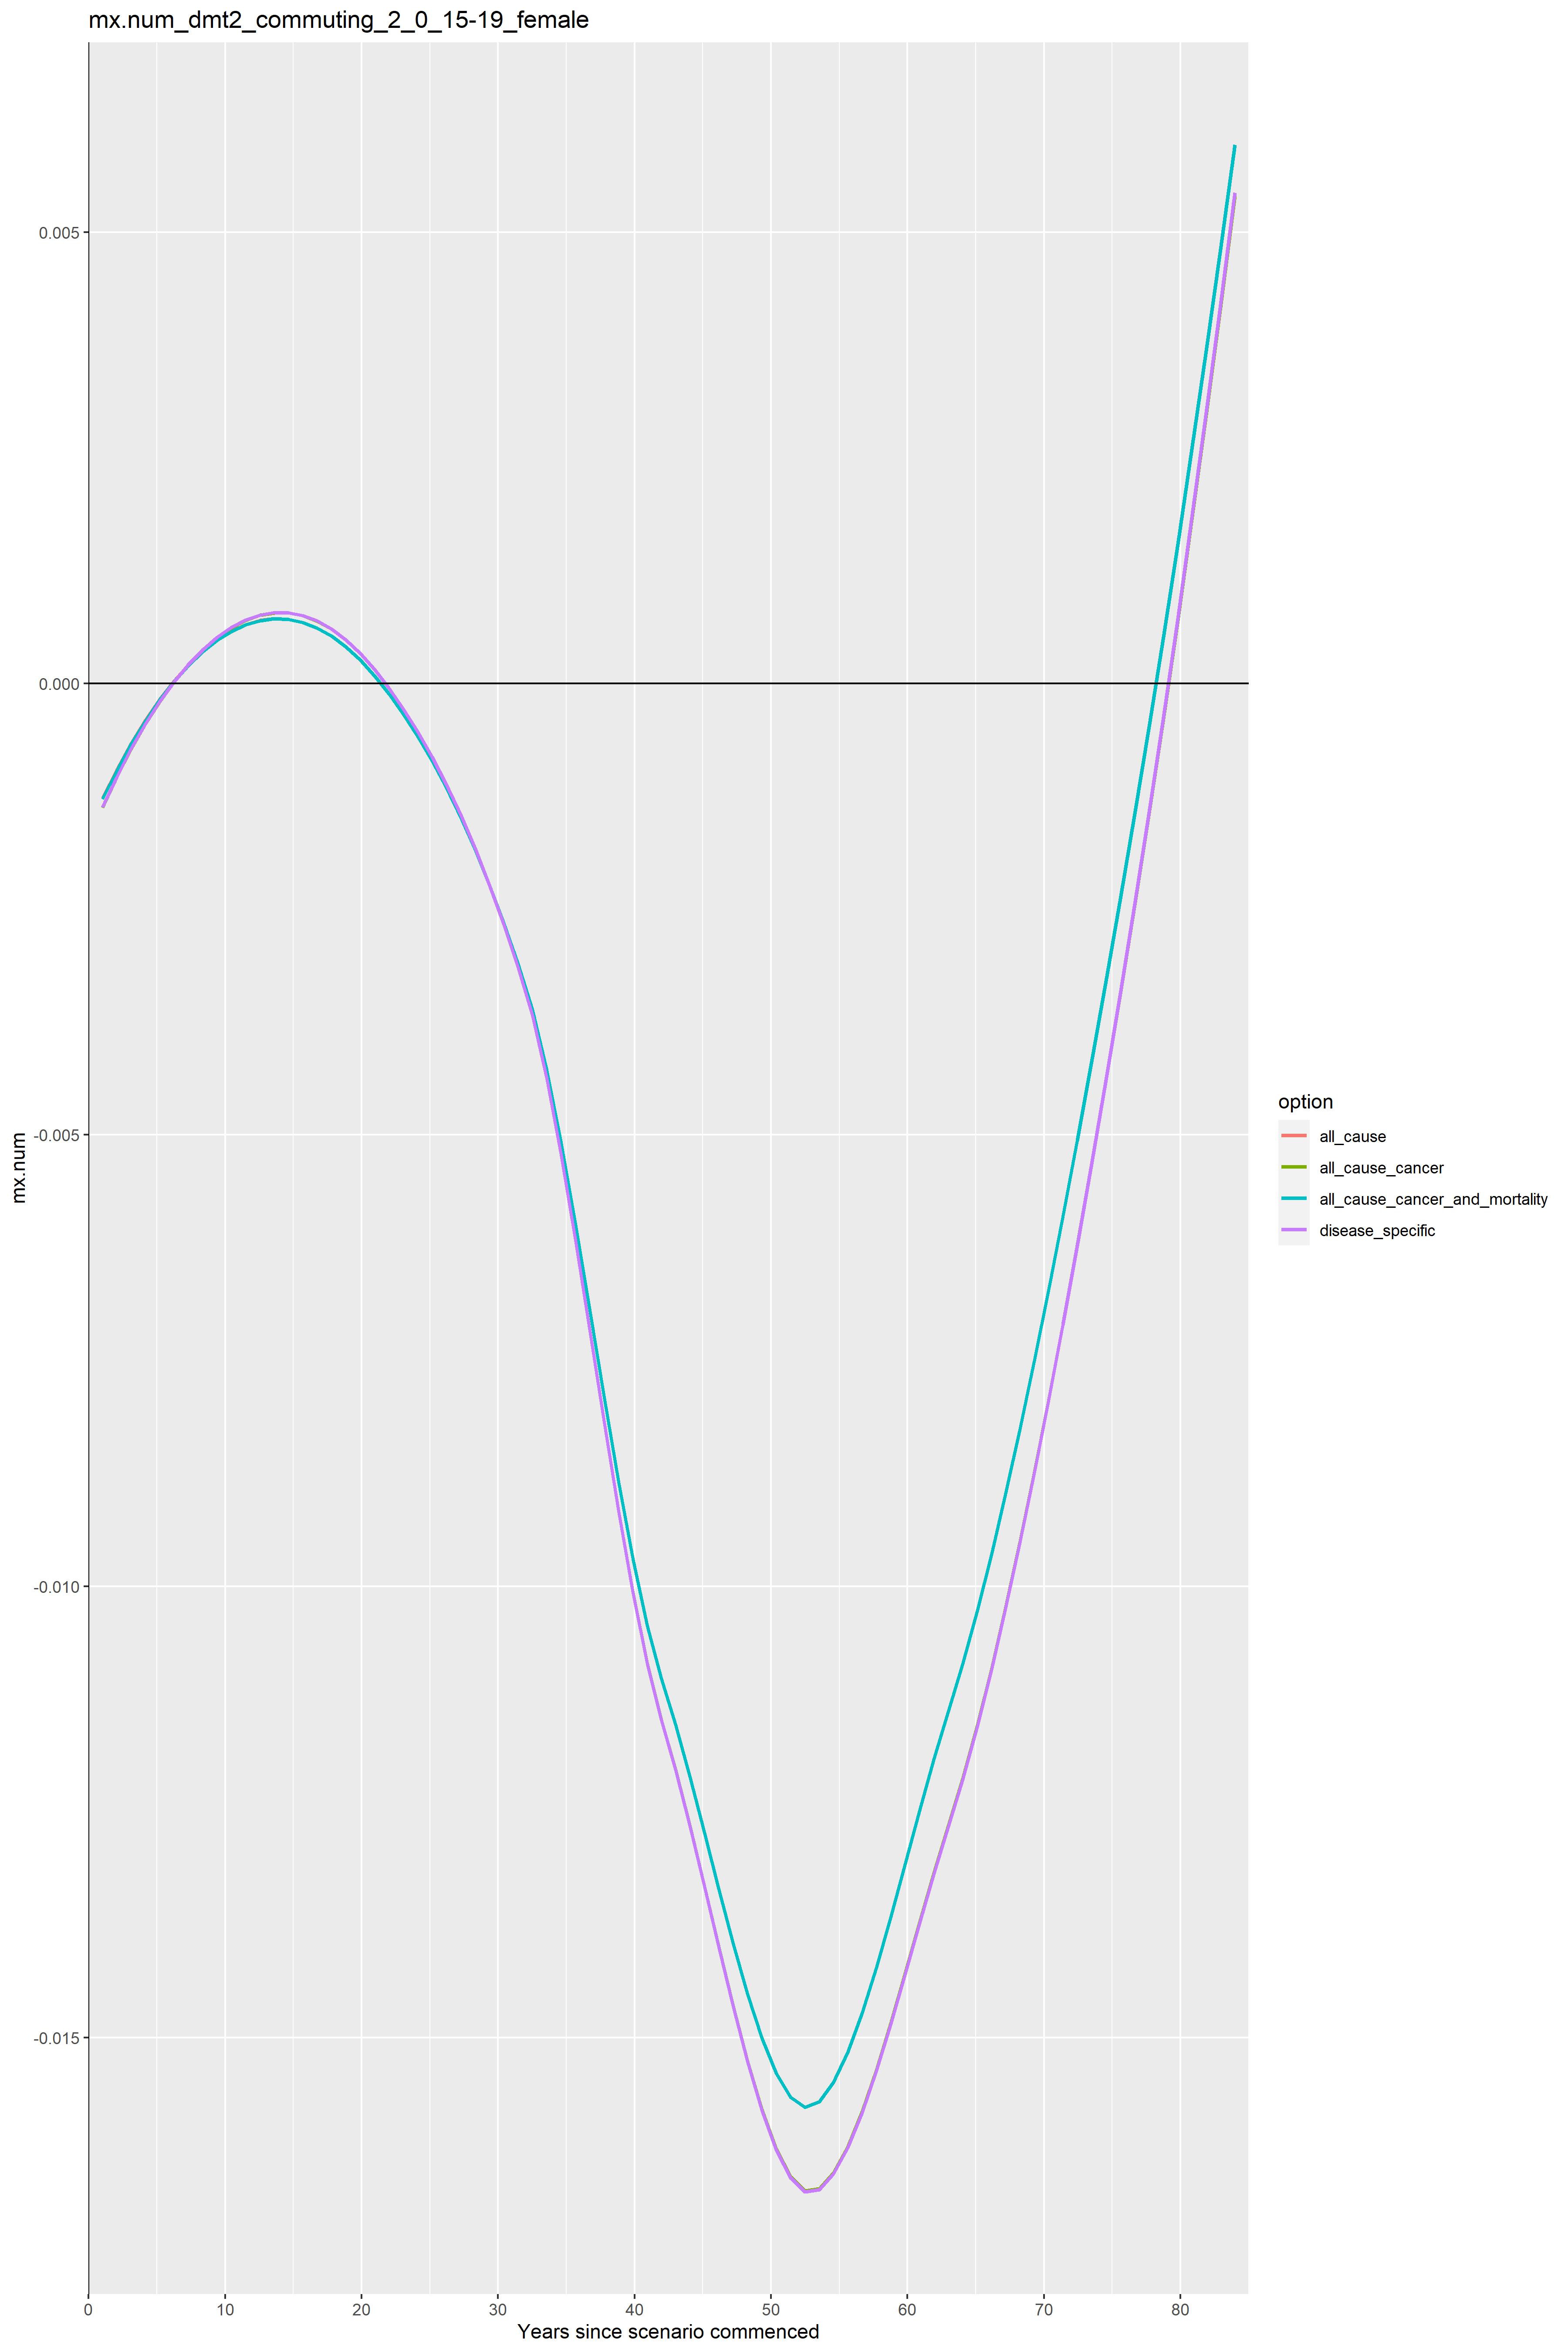 mx.num_dmt2_commuting_2_0_15-19_female
0.005
0.000
-0.005
-0.010
-0.015
mx.num
0 10 20 30 40 50 60 70 80
Years since scenario commenced
option
all_cause
all_cause_cancer
all_cause_cancer_and_mortality
disease_specific